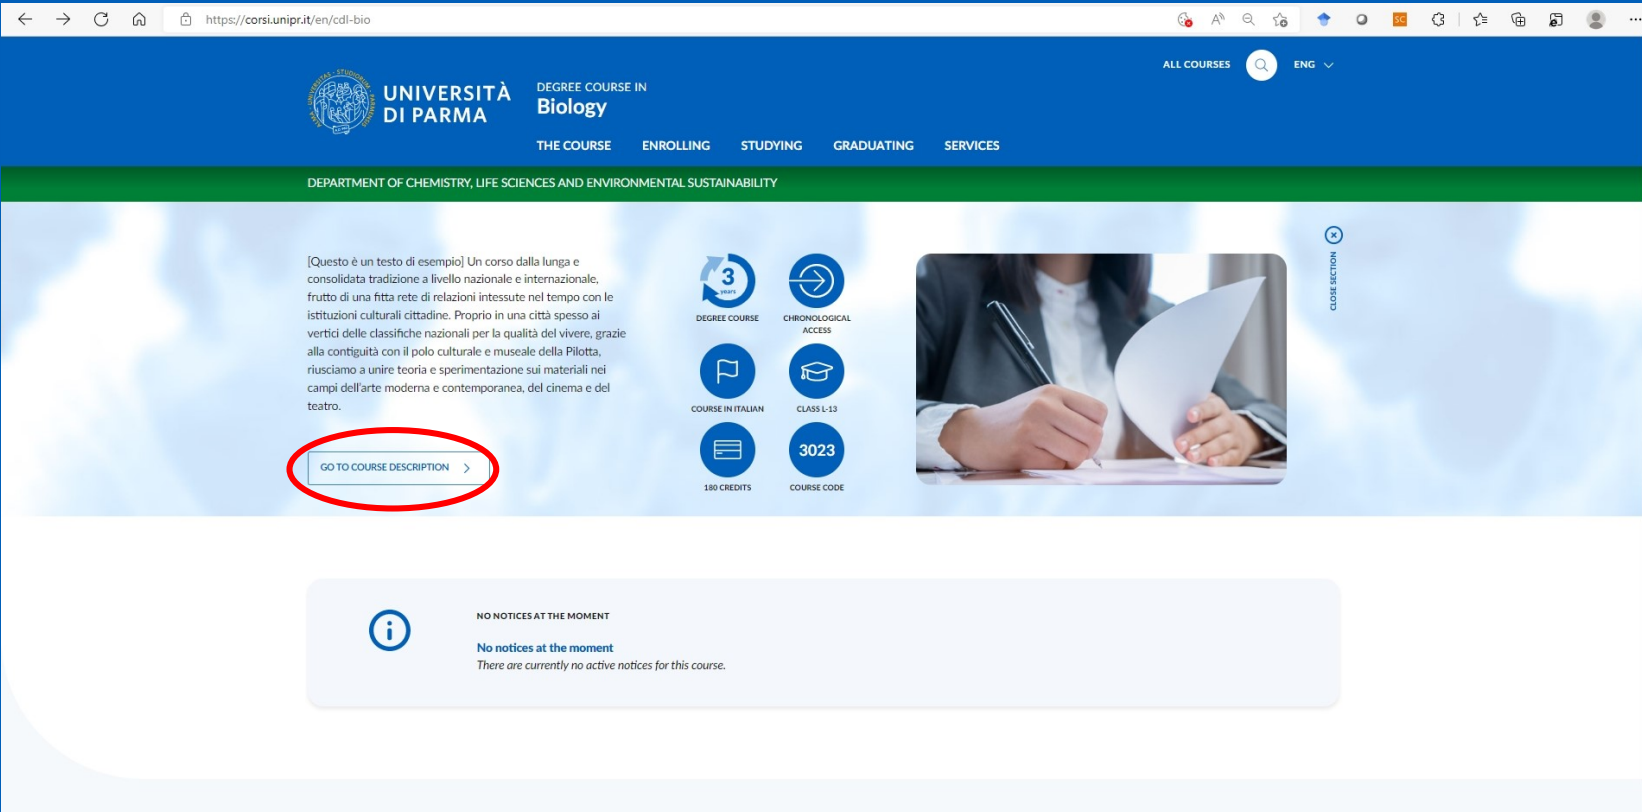 https://corsi.unipr.it/en/cdl-bio
ALL COURSES
ENG
UNIVERSITÀ
DI PARMA
DEGREE COURSE IN
Biology
THE COURSE ENROLLING STUDYING GRADUATING SERVICES
DEPARTMENT OF CHEMISTRY, LIFE SCIENCES AND ENVIRONMENTAL SUSTAINABILITY
[Questo è un testo di esempio] Un corso dalla lunga e
consolidata tradizione a livello nazionale e internazionale,
frutto di una fitta rete di relazioni intessute nel tempo con le
istituzioni culturali cittadine. Proprio in una città spesso ai
vertici delle classifiche nazionali per la qualità del vivere, grazie
alla contiguità con il polo culturale e museale della Pilotta,
riusciamo a unire teoria e sperimentazione sui materiali nei
campi dell'arte moderna e contemporanea, del cinema e del
teatro.
GO TO COURSE DESCRIPTION
3
years
DEGREE COURSE
CHRONOLOGICAL
ACCESS
COURSE IN ITALIAN
CLASS L-13
180 CREDITS
3023
COURSE CODE
CLOSE SECTION
NO NOTICES AT THE MOMENT
No notices at the moment
There are currently no active notices for this course.